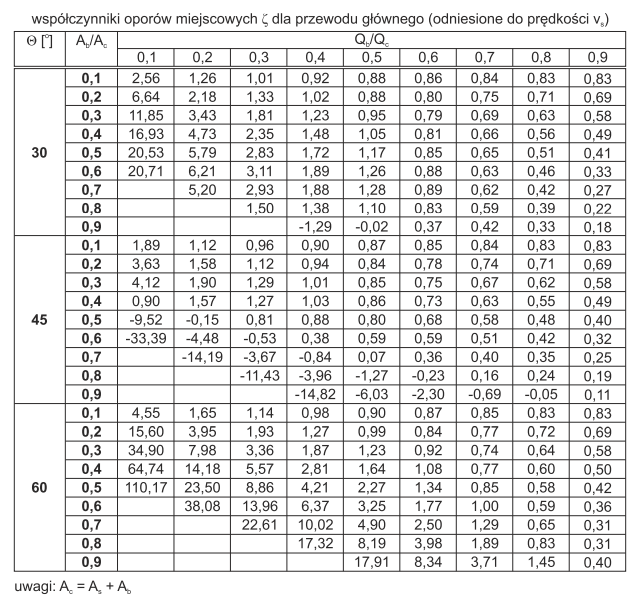 współczynniki oporów miejscowych ζ dla przewodu głównego (odniesione do prędkości vₛ)
Θ [°] A_b/A_c Q_b/Q_c
0,1 0,2 0,3 0,4 0,5 0,6 0,7 0,8 0,9
0,1 2,56 1,26 1,01 0,92 0,88 0,86 0,84 0,83 0,83
0,2 6,64 2,18 1,33 1,02 0,88 0,80 0,75 0,71 0,69
0,3 11,85 3,43 1,81 1,23 0,95 0,79 0,69 0,63 0,58
0,4 16,93 4,73 2,35 1,48 1,05 0,81 0,66 0,56 0,49
30 0,5 20,53 5,79 2,83 1,72 1,17 0,85 0,65 0,51 0,41
0,6 20,71 6,21 3,11 1,89 1,26 0,88 0,63 0,46 0,33
0,7 5,20 2,93 1,88 1,28 0,89 0,62 0,42 0,27
0,8 1,50 1,38 1,10 0,83 0,59 0,39 0,22
0,9 -1,29 -0,02 0,37 0,42 0,33 0,18
0,1 1,89 1,12 0,96 0,90 0,87 0,85 0,84 0,83 0,83
0,2 3,63 1,58 1,12 0,94 0,84 0,78 0,74 0,71 0,69
0,3 4,12 1,90 1,29 1,01 0,85 0,75 0,67 0,62 0,58
0,4 0,90 1,57 1,27 1,03 0,86 0,73 0,63 0,55 0,49
45 0,5 -9,52 -0,15 0,81 0,88 0,80 0,68 0,58 0,48 0,40
0,6 -33,39 -4,48 -0,53 0,38 0,59 0,59 0,51 0,42 0,32
0,7 -14,19 -3,67 -0,84 0,07 0,36 0,40 0,35 0,25
0,8 -11,43 -3,96 -1,27 -0,23 0,16 0,24 0,19
0,9 -14,82 -6,03 -2,30 -0,69 -0,05 0,11
0,1 4,55 1,65 1,14 0,98 0,90 0,87 0,85 0,83 0,83
0,2 15,60 3,95 1,93 1,27 0,99 0,84 0,77 0,72 0,69
0,3 34,90 7,98 3,36 1,87 1,23 0,92 0,74 0,64 0,58
0,4 64,74 14,18 5,57 2,81 1,64 1,08 0,77 0,60 0,50
60 0,5 110,17 23,50 8,86 4,21 2,27 1,34 0,85 0,58 0,42
0,6 38,08 13,96 6,37 3,25 1,77 1,00 0,59 0,36
0,7 22,61 10,02 4,90 2,50 1,29 0,65 0,31
0,8 17,32 8,19 3,98 1,89 0,83 0,31
0,9 17,91 8,34 3,71 1,45 0,40
uwagi: A_c = A_s + A_b